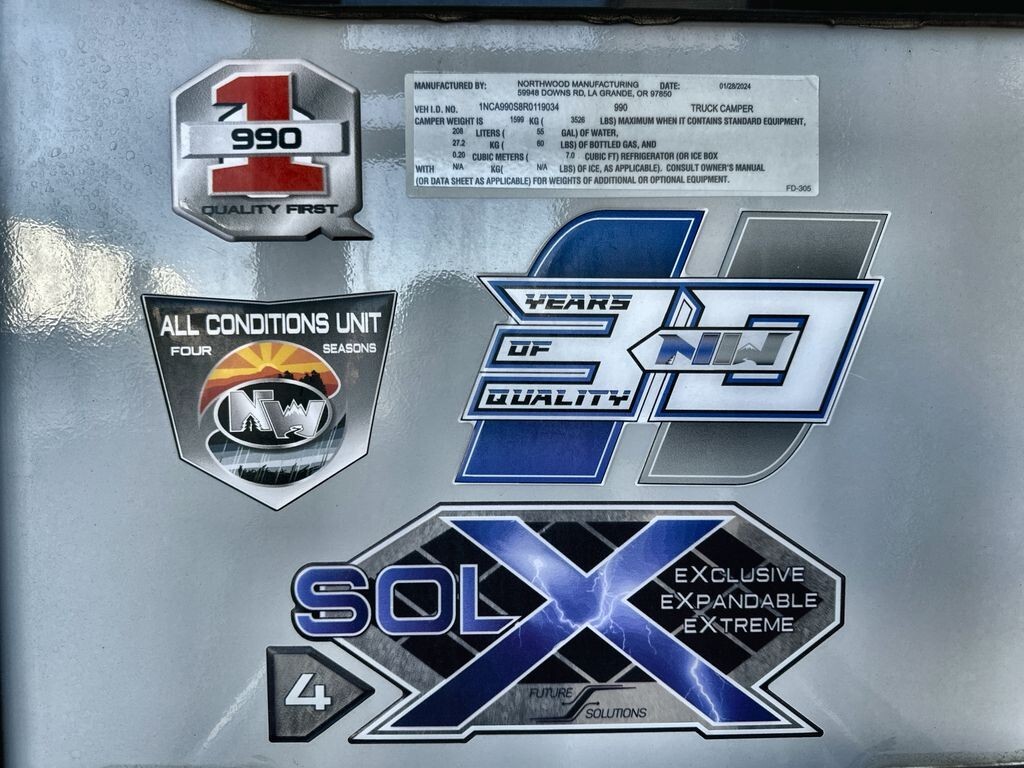 1
990
QUALITY FIRST
MANUFACTURED BY: NORTHWOOD MANUFACTURING DATE: 01/28/2024
59948 DOWNS RD, LA GRANDE, OR 97850
VEH I.D. NO. 1NCA990S8R0119034 990 TRUCK CAMPER
CAMPER WEIGHT IS 1599 KG ( 3526 LBS) MAXIMUM WHEN IT CONTAINS STANDARD EQUIPMENT,
208 LITERS ( 55 GAL) OF WATER,
27.2 KG ( 60 LBS) OF BOTTLED GAS, AND
0.20 CUBIC METERS ( 7.0 CUBIC FT) REFRIGERATOR (OR ICE BOX
WITH N/A KG( N/A LBS) OF ICE, AS APPLICABLE). CONSULT OWNER'S MANUAL
(OR DATA SHEET AS APPLICABLE) FOR WEIGHTS OF ADDITIONAL OR OPTIONAL EQUIPMENT.
FD-305
ALL CONDITIONS UNIT
FOUR SEASONS
NW
30
YEARS
OF
QUALITY
NW
SOLX
EXCLUSIVE
EXPANDABLE
EXTREME
4
FUTURE
SOLUTIONS